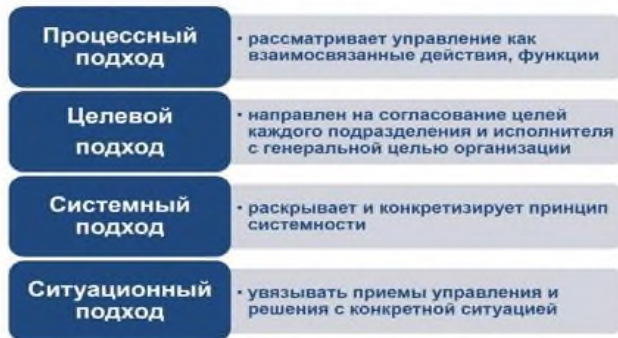 Процессный
подход
• рассматривает управление как
взаимосвязанные действия, функции
Целевой
подход
• направлен на согласование целей
каждого подразделения и исполнителя
с генеральной целью организации
Системный
подход
• раскрывает и конкретизирует принцип
системности
Ситуационный
подход
• увязывать приемы управления и
решения с конкретной ситуацией